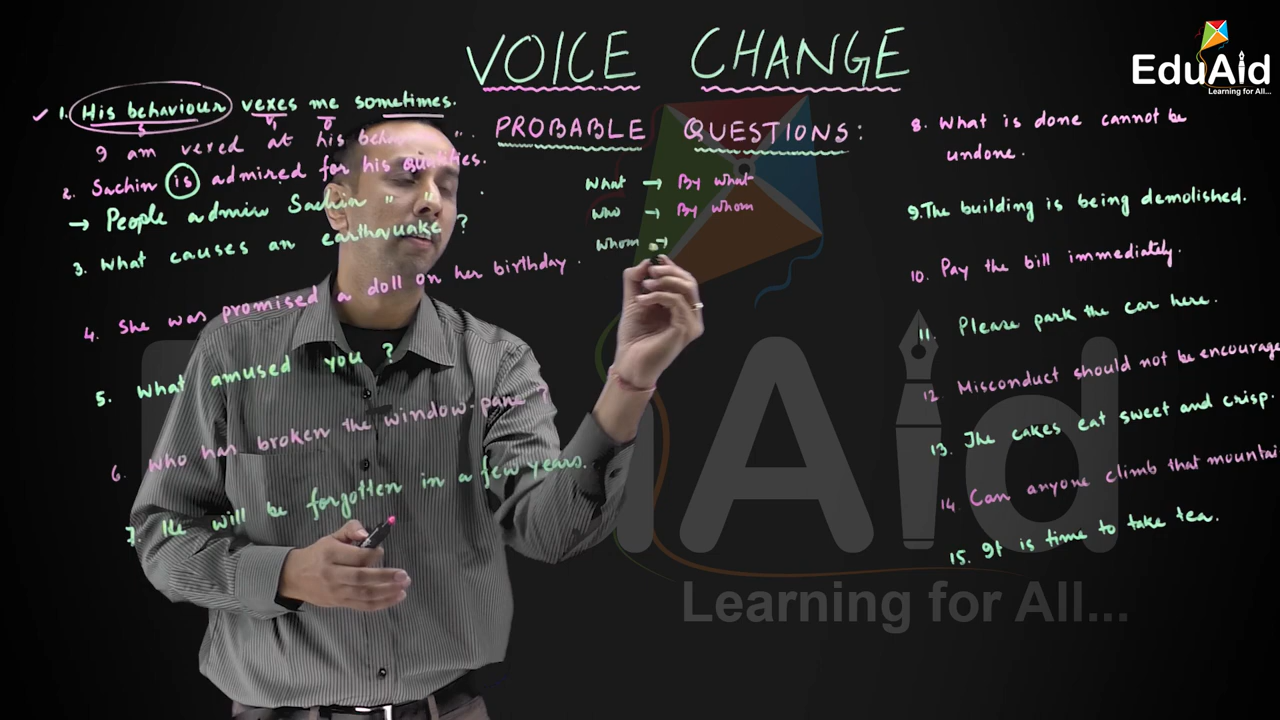 VOICE CHANGE
PROBABLE QUESTIONS:
1. His behaviour vexes me sometimes.
S V O
I am vexed at his " .
2. Sachin is admired for his qualities.
→ People admire Sachin " " .
3. What causes an earthquake ?
4. She was promised a doll on her birthday.
5. What amused you ?
6. Who has broken the window-pane ?
7. He will be forgotten in a few years.
What → By what
Who → By whom
Whom →
8. What is done cannot be
undone.
9. The building is being demolished.
10. Pay the bill immediately.
11. Please park the car here.
12 Misconduct should not be encourage
13. The cakes eat sweet and crisp.
14 Can anyone climb that mountai
15. It is time to take tea.
EduAid
Learning for All...
Aid
Learning for All...